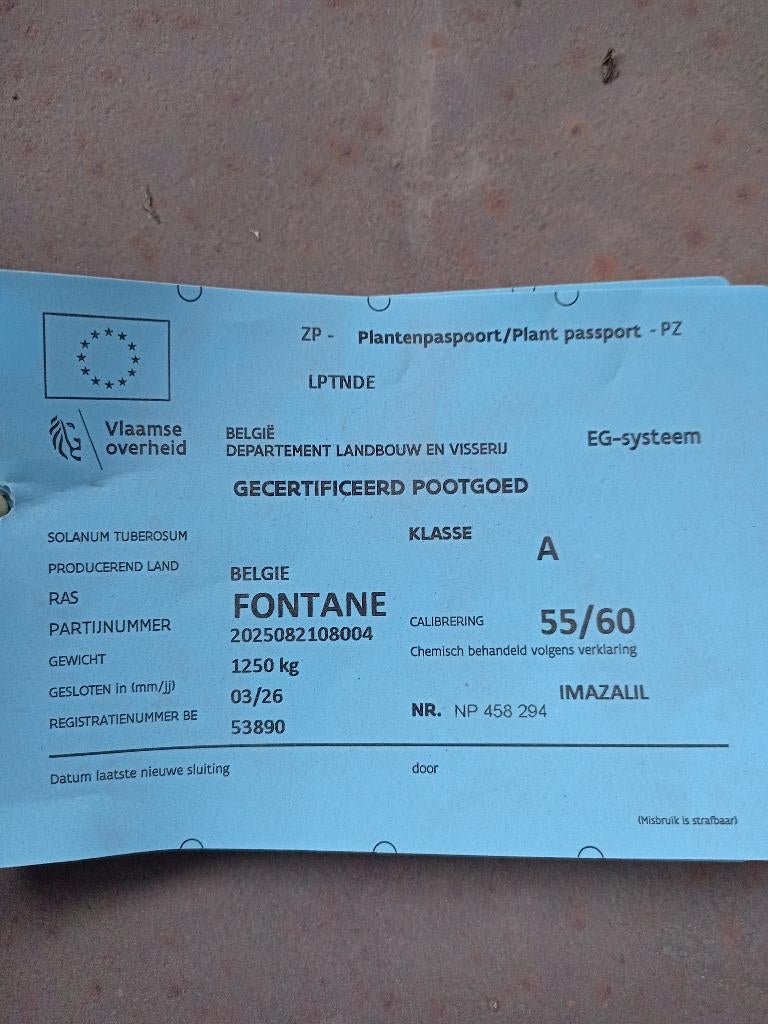 ZP - Plantenpaspoort/Plant passport - PZ
LPTNDE
Vlaamse
overheid
BELGIË
DEPARTEMENT LANDBOUW EN VISSERIJ
EG-systeem
GECERTIFICEERD POOTGOED
SOLANUM TUBEROSUM
KLASSE A
PRODUCEREND LAND BELGIE
RAS FONTANE
PARTIJNUMMER 2025082108004
CALIBRERING 55/60
Chemisch behandeld volgens verklaring
GEWICHT 1250 kg
GESLOTEN in (mm/jj) 03/26
IMAZALIL
NR. NP 458 294
REGISTRATIENUMMER BE 53890
Datum laatste nieuwe sluiting door
(Misbruik is strafbaar)